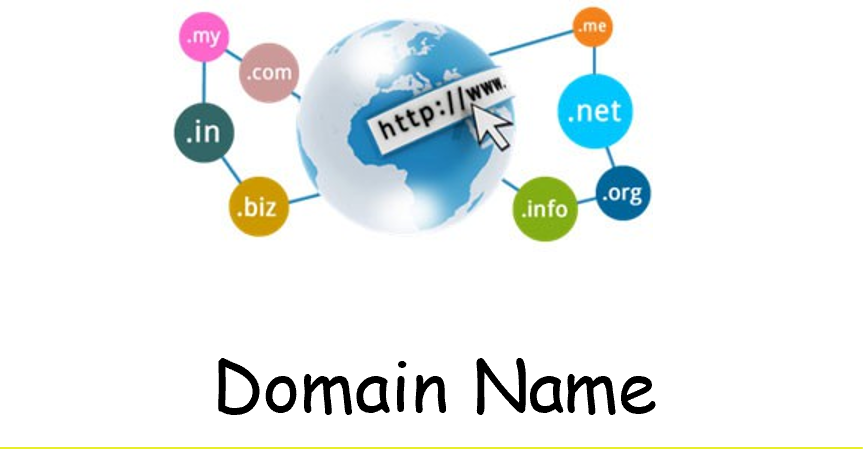 .my
.com
.in
.biz
http://www.
.me
.net
.org
.info
Domain Name